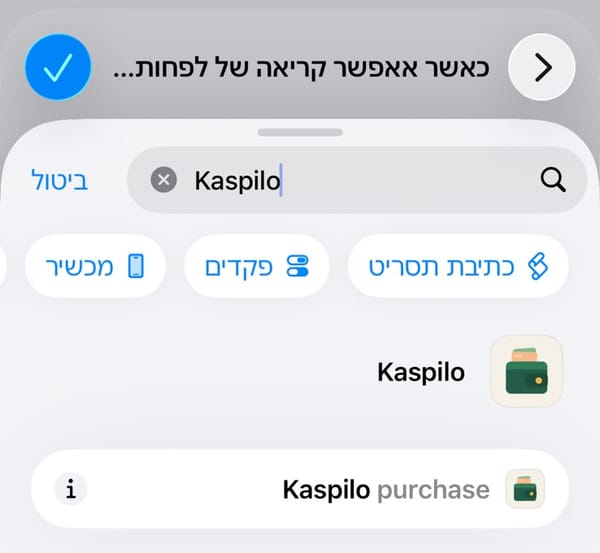 כאשר אאפשר קריאה של לפחות...
Kaspilo
ביטול
כתיבת תסריט
פקדים
מכשיר
Kaspilo
Kaspilo purchase